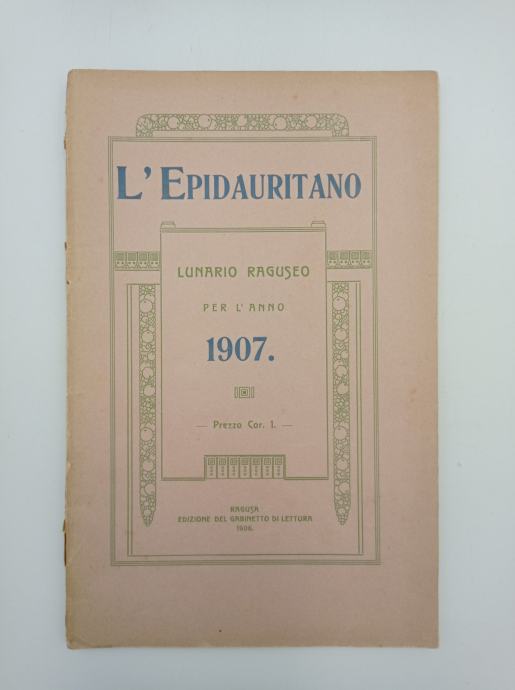 L'EPIDAURITANO
LUNARIO RAGUSEO
PER L'ANNO
1907.
— Prezzo Cor. 1. —
RAGUSA
EDIZIONE DEL GABINETTO DI LETTURA
1906.